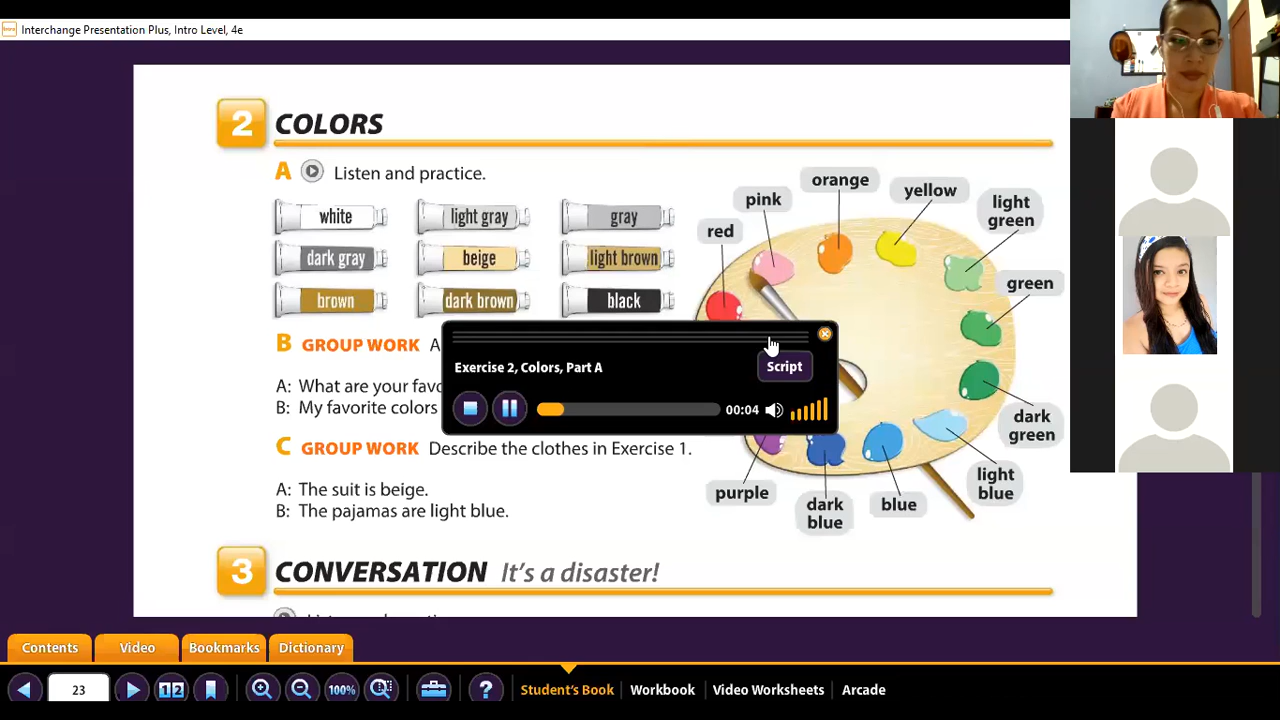 Interchange Presentation Plus, Intro Level, 4e
2 COLORS
A Listen and practice.
white light gray gray
dark gray beige light brown
brown dark brown black
red
pink
orange
yellow
light
green
green
dark
green
light
blue
blue
dark
blue
purple
B GROUP WORK A
A: What are your favo
B: My favorite colors
Exercise 2, Colors, Part A
Script
00:04
C GROUP WORK Describe the clothes in Exercise 1.
A: The suit is beige.
B: The pajamas are light blue.
3 CONVERSATION It's a disaster!
Contents Video Bookmarks Dictionary
23 12 100% ? Student's Book Workbook Video Worksheets Arcade